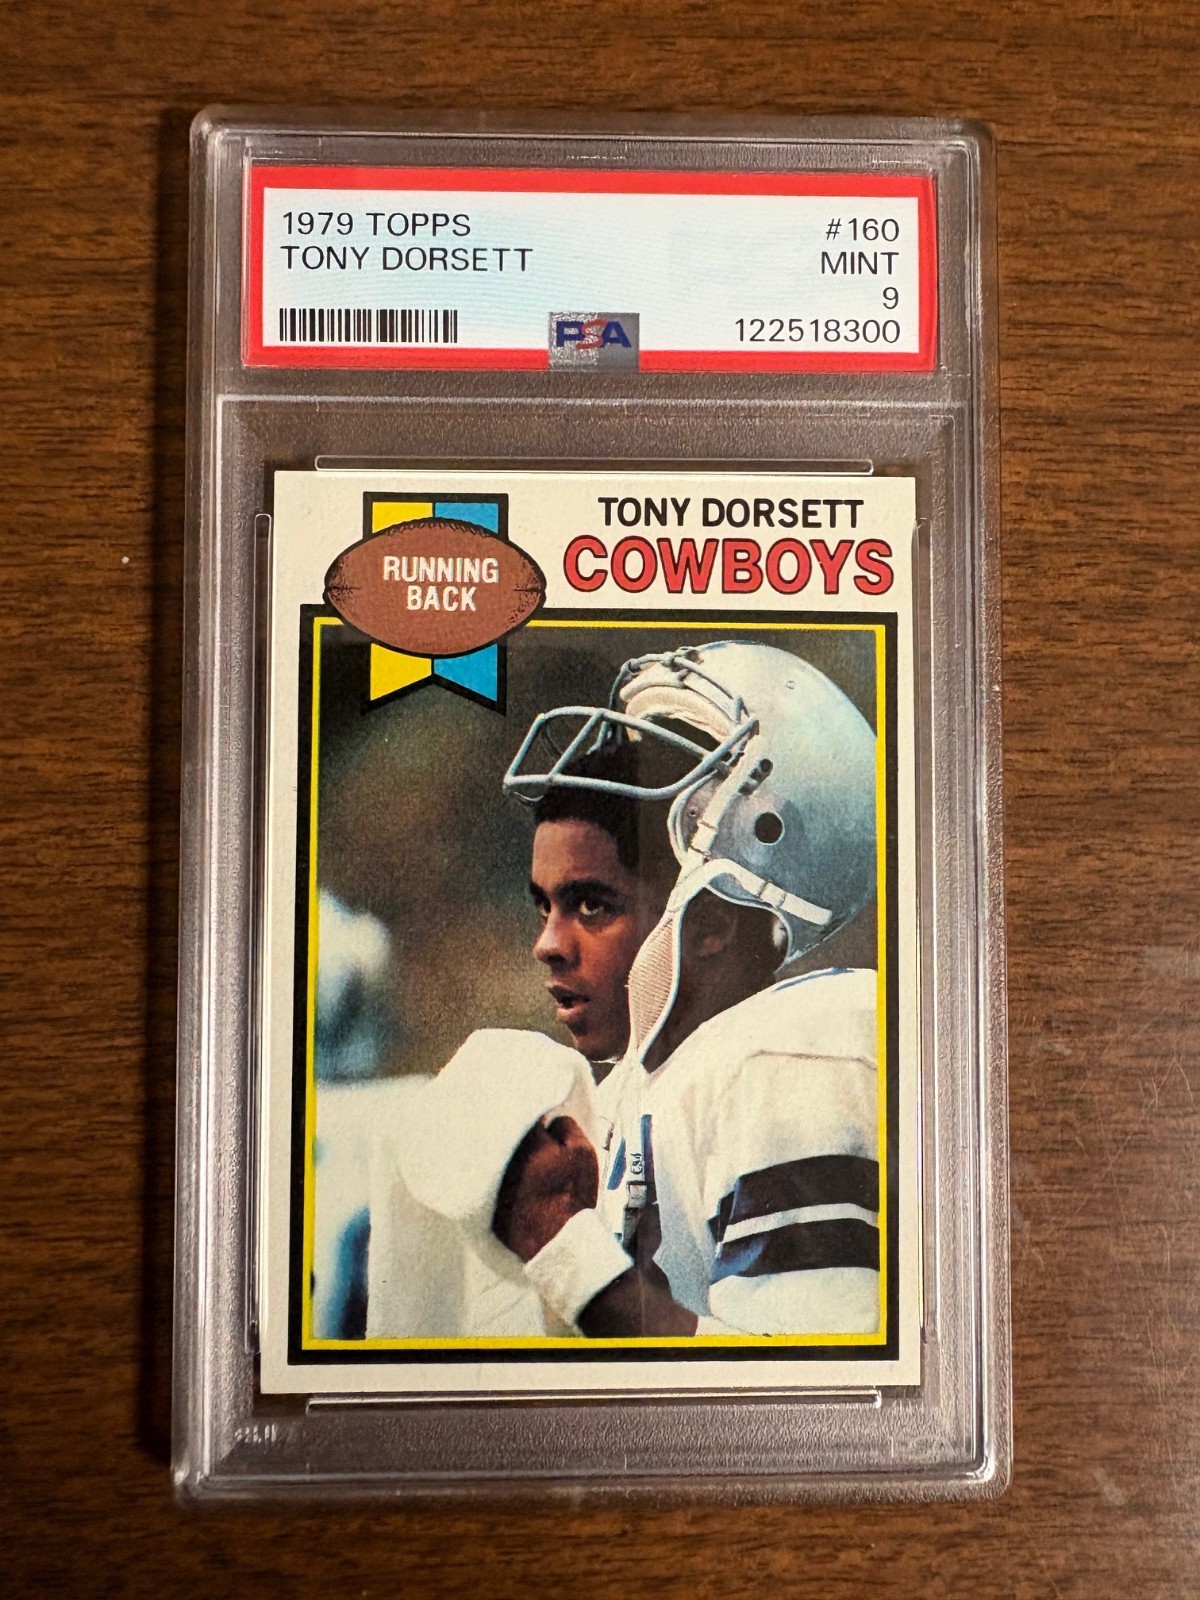 1979 TOPPS
TONY DORSETT
#160
MINT
9
122518300
PSA
RUNNING
BACK
TONY DORSETT
COWBOYS